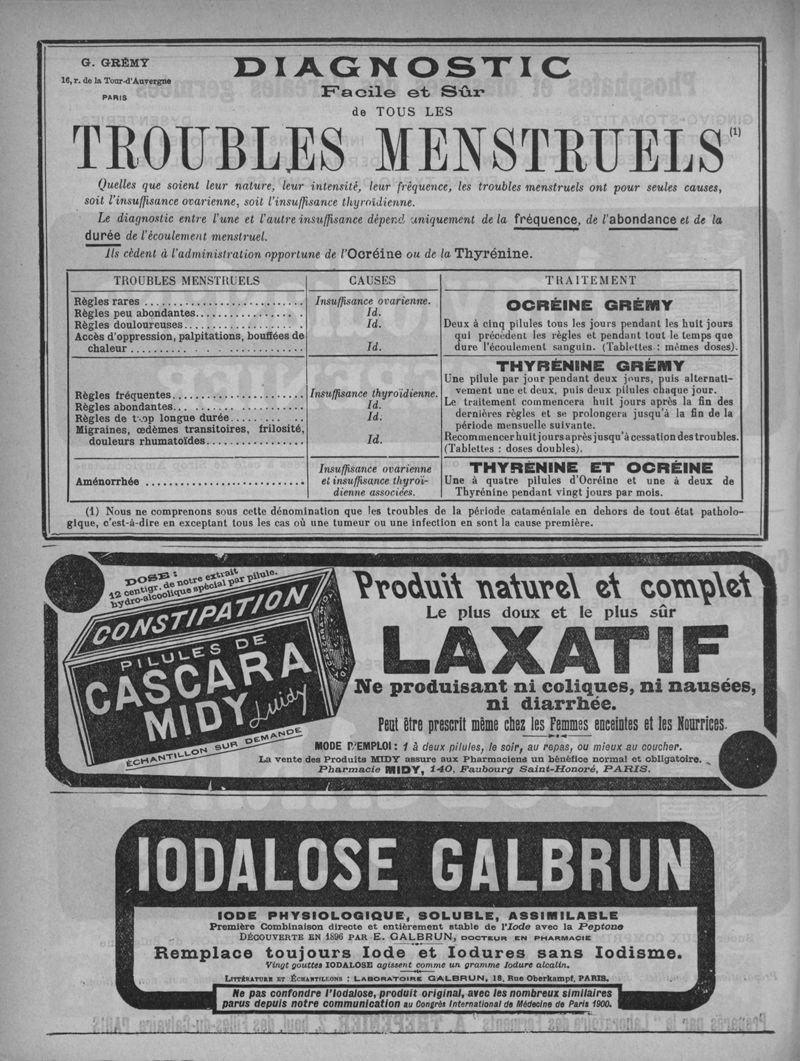 G. GRÉMY
16, r. de la Tour-d'Auvergne
PARIS
DIAGNOSTIC
Facile et Sûr
de TOUS LES
TROUBLES MENSTRUELS (1)
Quelles que soient leur nature, leur intensité, leur fréquence, les troubles menstruels ont pour seules causes,
soit l'insuffisance ovarienne, soit l'insuffisance thyroïdienne.
Le diagnostic entre l'une et l'autre insuffisance dépend uniquement de la fréquence, de l'abondance et de la
durée de l'écoulement menstruel.
Ils cèdent à l'administration opportune de l'Ocréine ou de la Thyrénine.
TROUBLES MENSTRUELS CAUSES TRAITEMENT
Règles rares ........ Insuffisance ovarienne.
Règles peu abondantes ........ Id.
Règles douloureuses ........ Id.
Accès d'oppression, palpitations, bouffées de
chaleur ........ Id.
OCRÉINE GRÉMY
Deux à cinq pilules tous les jours pendant les huit jours
qui précèdent les règles et pendant tout le temps que
dure l'écoulement sanguin. (Tablettes : mêmes doses).
Règles fréquentes ........ Insuffisance thyroïdienne.
Règles abondantes ........ Id.
Règles de trop longue durée ........ Id.
Migraines, œdèmes transitoires, frilosité,
douleurs rhumatoïdes ........ Id.
THYRÉNINE GRÉMY
Une pilule par jour pendant deux jours, puis alternati-
vement une et deux, puis deux pilules chaque jour.
Le traitement commencera huit jours après la fin des
dernières règles et se prolongera jusqu'à la fin de la
période mensuelle suivante.
Recommencer huit jours après jusqu'à cessation des troubles.
(Tablettes : doses doubles).
Aménorrhée ........
Insuffisance ovarienne
et insuffisance thyroï-
dienne associées.
THYRÉNINE ET OCRÉINE
Une à quatre pilules d'Ocréine et une à deux de
Thyrénine pendant vingt jours par mois.
(1) Nous ne comprenons sous cette dénomination que les troubles de la période cataméniale en dehors de tout état patholo-
gique, c'est-à-dire en exceptant tous les cas où une tumeur ou une infection en sont la cause première.
DOSE :
12 centigr. de notre extrait
hydro-alcoolique spécial par pilule.
CONSTIPATION
PILULES DE
CASCARA
MIDY
Midy
ÉCHANTILLON SUR DEMANDE
Produit naturel et complet
Le plus doux et le plus sûr
LAXATIF
Ne produisant ni coliques, ni nausées,
ni diarrhée.
Peut être prescrit même chez les Femmes enceintes et les Nourrices.
MODE D'EMPLOI : 1 à deux pilules, le soir, au repas, ou mieux au coucher.
La vente des Produits MIDY assure aux Pharmaciens un bénéfice normal et obligatoire.
Pharmacie MIDY, 140, Faubourg Saint-Honoré, PARIS.
IODALOSE GALBRUN
IODE PHYSIOLOGIQUE, SOLUBLE, ASSIMILABLE
Première Combinaison directe et entièrement stable de l'Iode avec la Peptone
DÉCOUVERTE EN 1896 PAR E. GALBRUN, DOCTEUR EN PHARMACIE
Remplace toujours Iode et Iodures sans Iodisme.
Vingt gouttes IODALOSE agissent comme un gramme Iodure alcalin.
LITTÉRATURE ET ÉCHANTILLONS : LABORATOIRE GALBRUN, 18, Rue Oberkampf, PARIS.
Ne pas confondre l'Iodalose, produit original, avec les nombreux similaires
parus depuis notre communication au Congrès International de Médecine de Paris 1900.